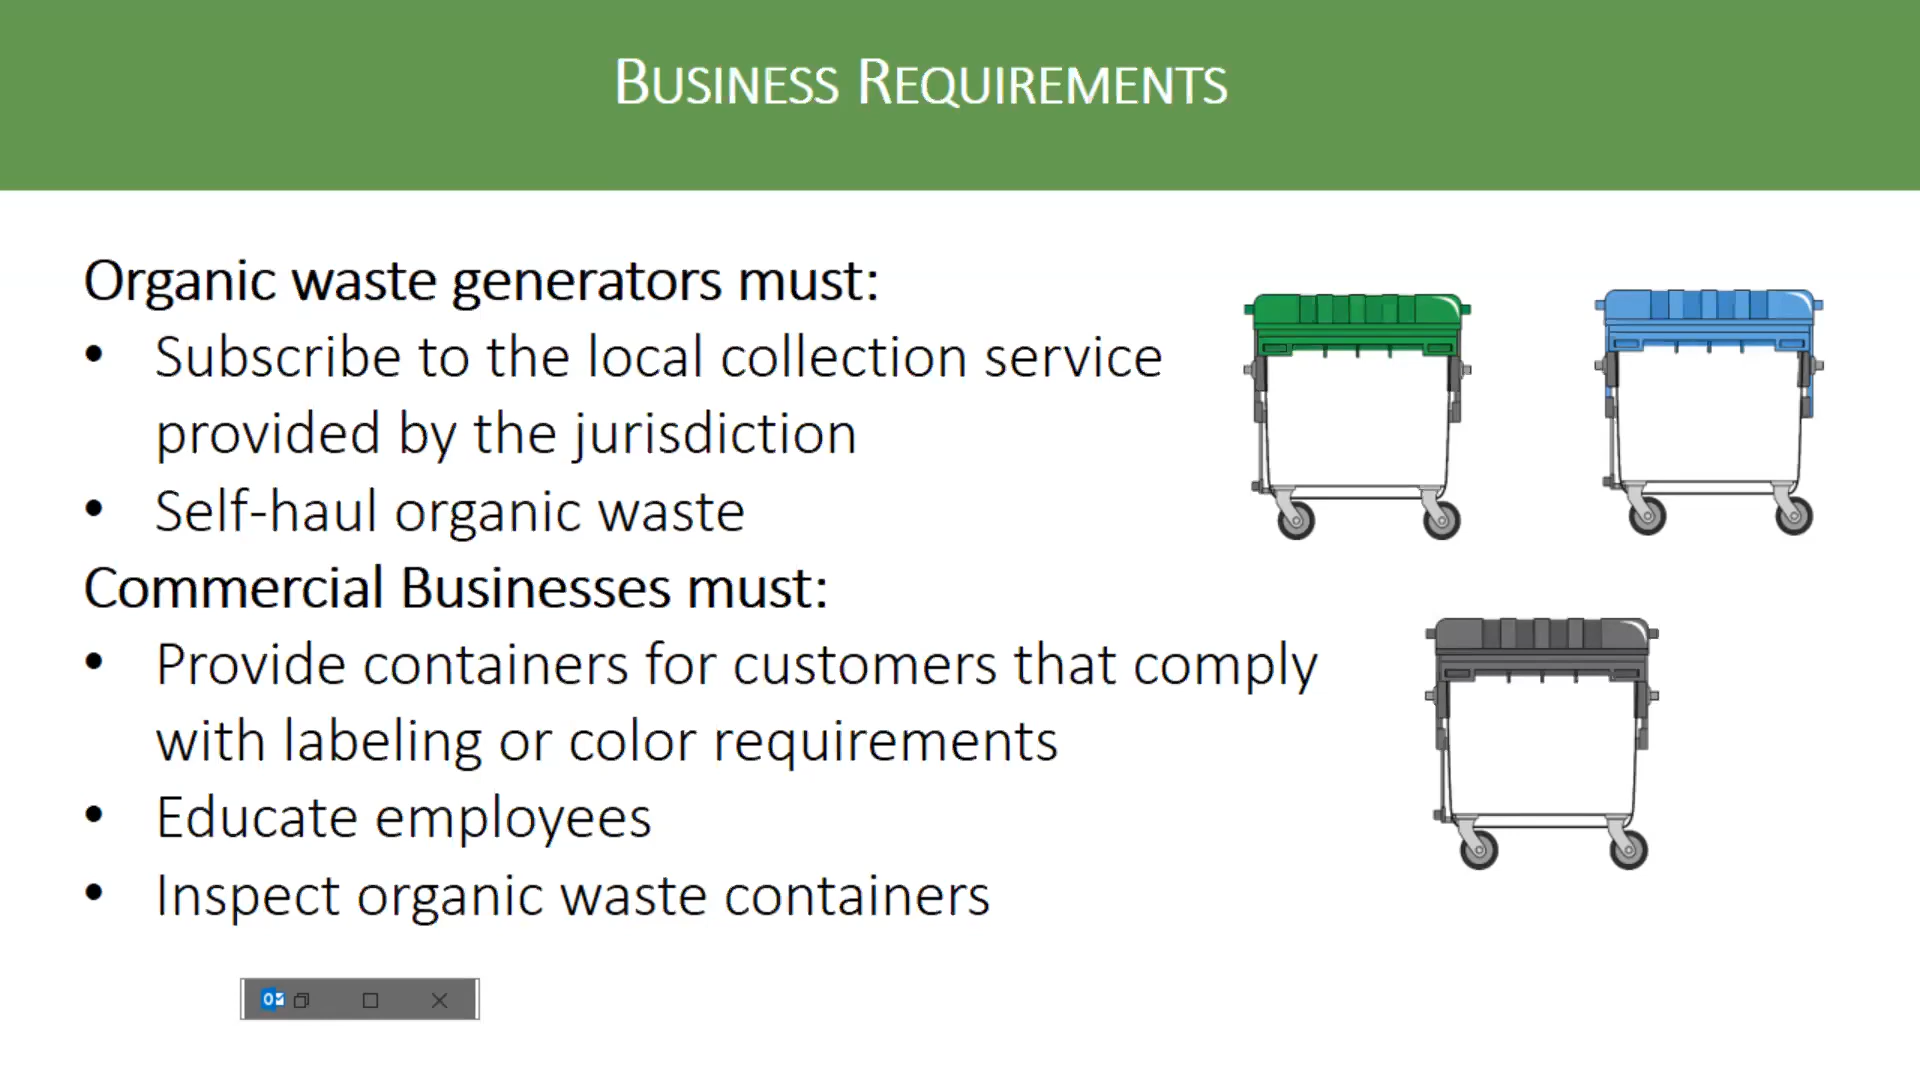 BUSINESS REQUIREMENTS
Organic waste generators must:
• Subscribe to the local collection service
provided by the jurisdiction
• Self-haul organic waste
Commercial Businesses must:
• Provide containers for customers that comply
with labeling or color requirements
• Educate employees
• Inspect organic waste containers